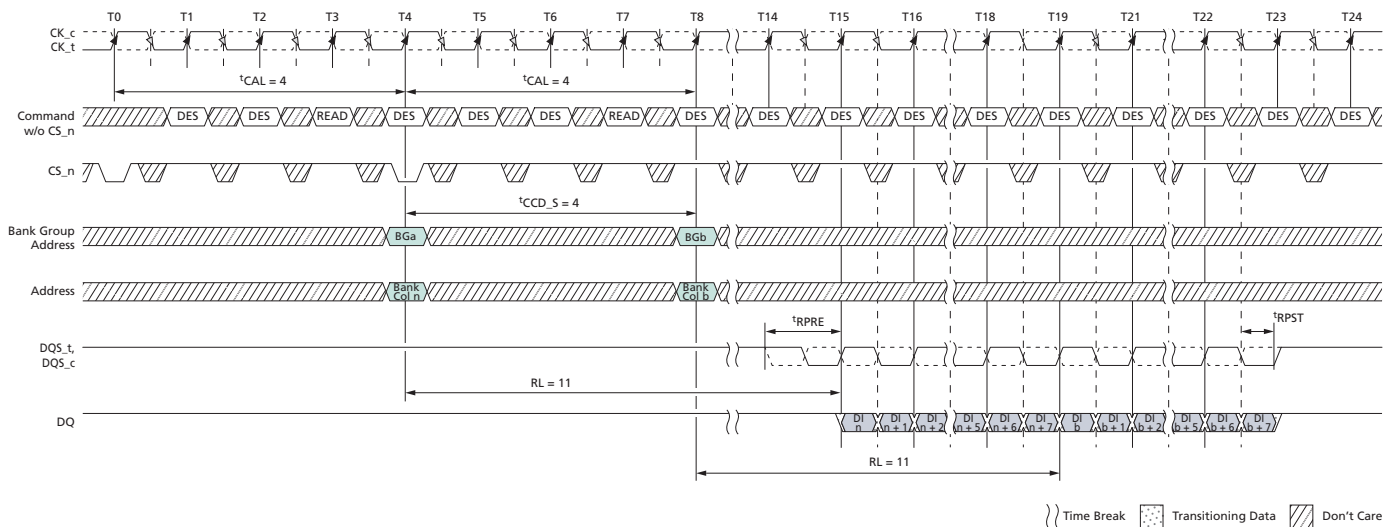 T0 T1 T2 T3 T4 T5 T6 T7 T8 T14 T15 T16 T18 T19 T21 T22 T23 T24
CK_c
CK_t
tCAL = 4 tCAL = 4
Command
w/o CS_n
DES DES READ DES DES DES READ DES DES DES DES DES DES DES DES DES DES
CS_n
tCCD_S = 4
Bank Group
Address
BGa BGb
Address
Bank
Col n
Bank
Col b
tRPRE tRPST
DQS_t,
DQS_c
RL = 11
DQ
DI
n
DI
n + 1
DI
n + 2
DI
n + 5
DI
n + 6
DI
n + 7
DI
b
DI
b + 1
DI
b + 2
DI
b + 5
DI
b + 6
DI
b + 7
RL = 11
Time Break Transitioning Data Don't Care